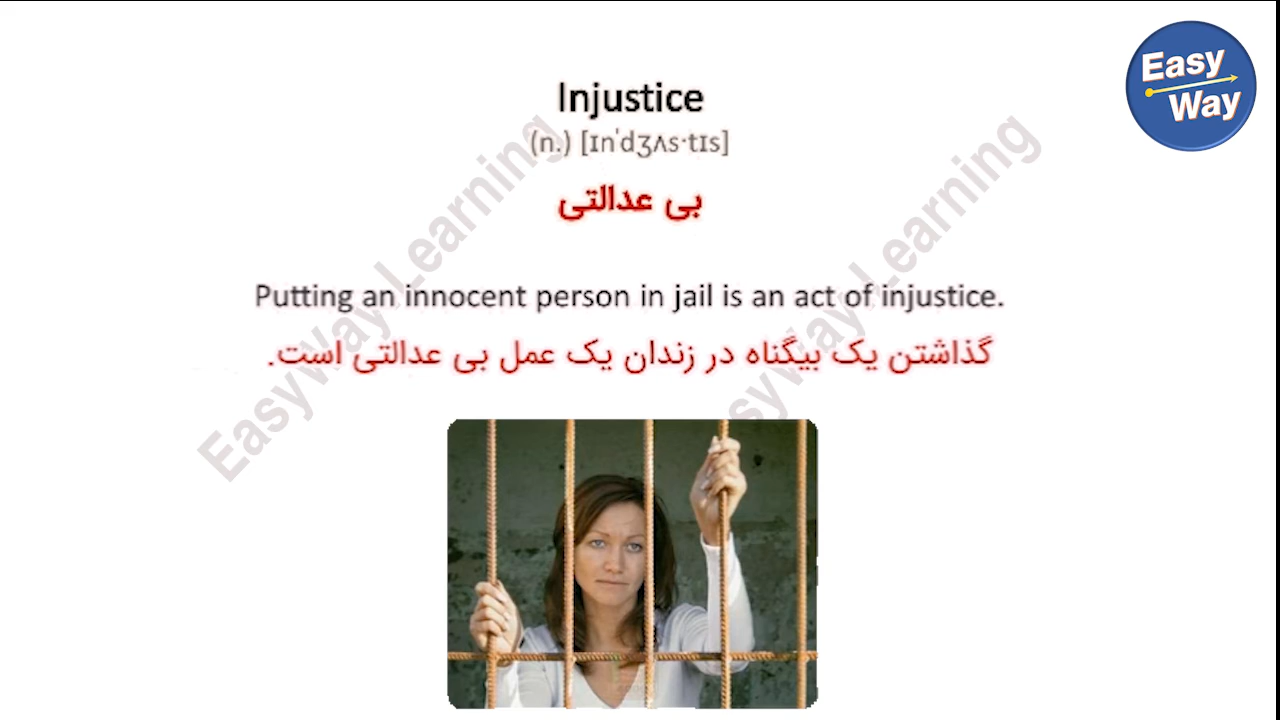 Easy
Way
Injustice
(n.) [ɪnˈdʒʌs·tɪs]
بی عدالتی
Putting an innocent person in jail is an act of injustice.
گذاشتن یک بیگناه در زندان یک عمل بی عدالتی است.
EasyWay Learning
EasyWay Learning